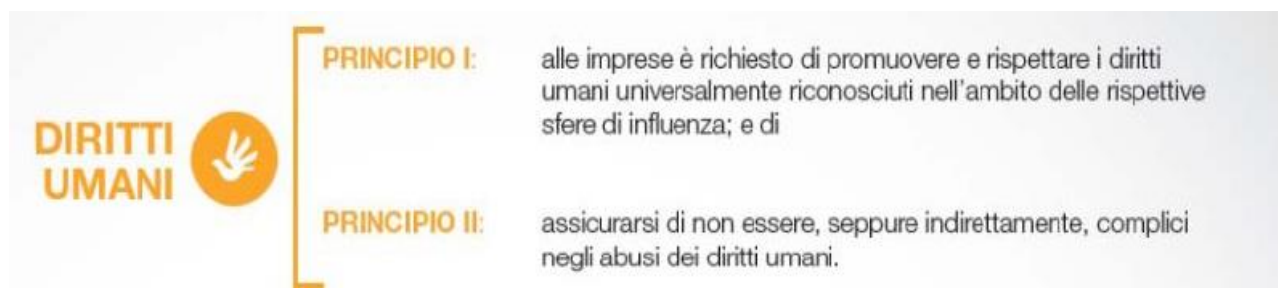 DIRITTI
UMANI
PRINCIPIO I:
alle imprese è richiesto di promuovere e rispettare i diritti
umani universalmente riconosciuti nell'ambito delle rispettive
sfere di influenza; e di
PRINCIPIO II:
assicurarsi di non essere, seppure indirettamente, complici
negli abusi dei diritti umani.